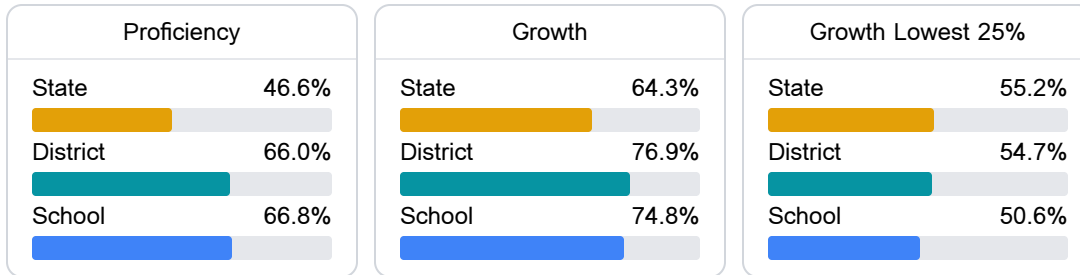 Proficiency
State 46.6%
District 66.0%
School 66.8%
Growth
State 64.3%
District 76.9%
School 74.8%
Growth Lowest 25%
State 55.2%
District 54.7%
School 50.6%